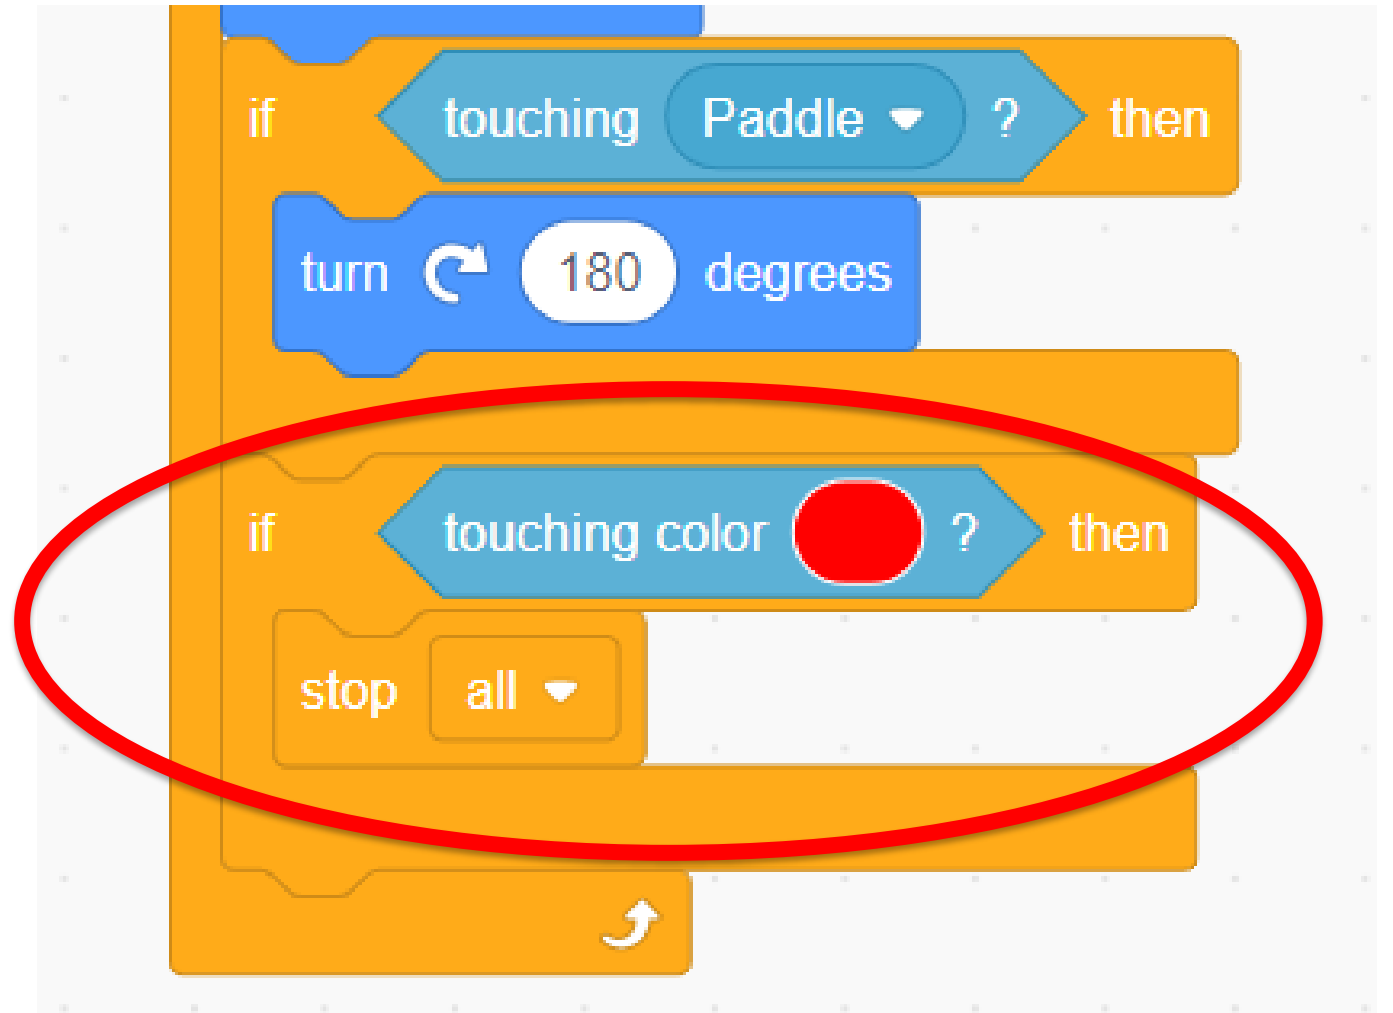 if touching Paddle ? then
turn 180 degrees
if touching color ? then
stop all